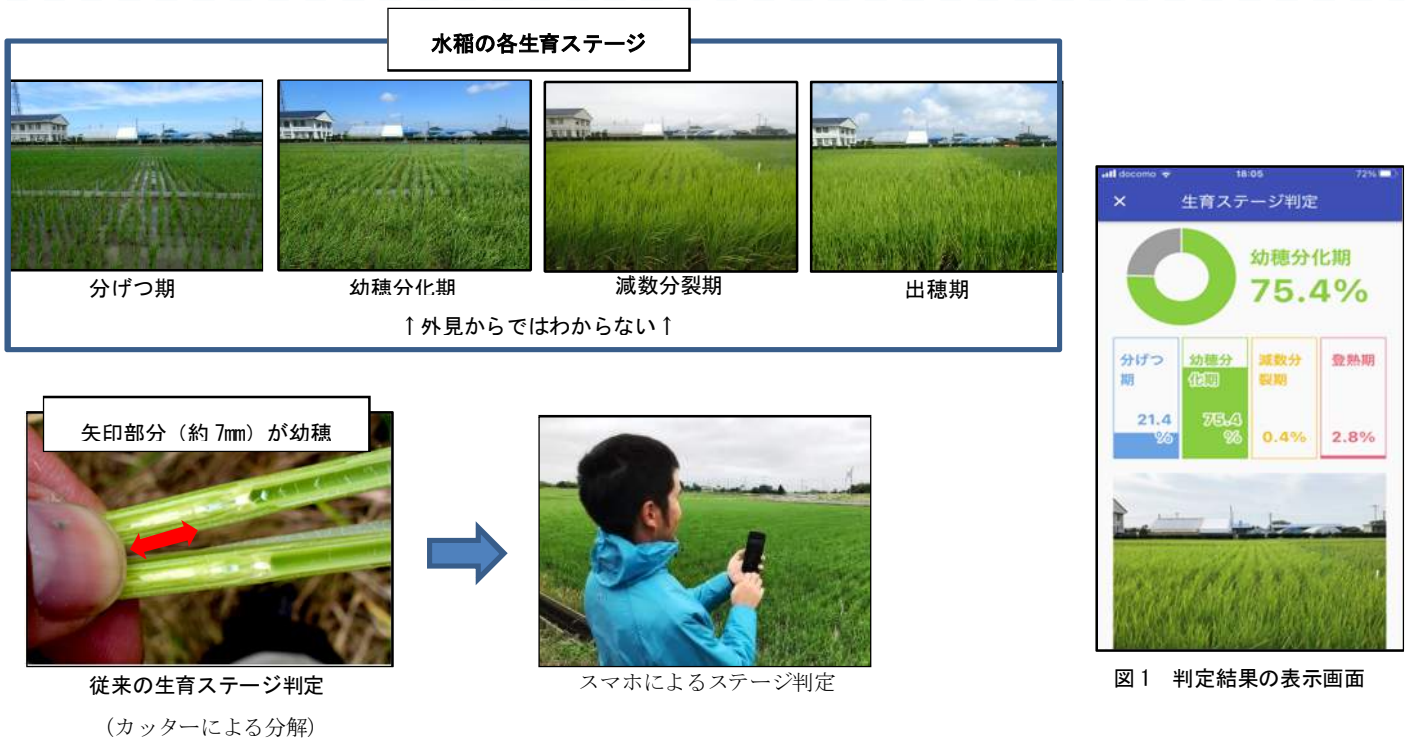 水稲の各生育ステージ
分げつ期
幼穂分化期
減数分裂期
出穂期
↑外見からではわからない↑
矢印部分（約7㎜）が幼穂
従来の生育ステージ判定
（カッターによる分解）
スマホによるステージ判定
docomo 18:05 72%
× 生育ステージ判定
幼穂分化期
75.4%
分げつ
期
21.4
%
幼穂分
化期
75.4
%
減数分
裂期
0.4%
登熟期
2.8%
図1 判定結果の表示画面